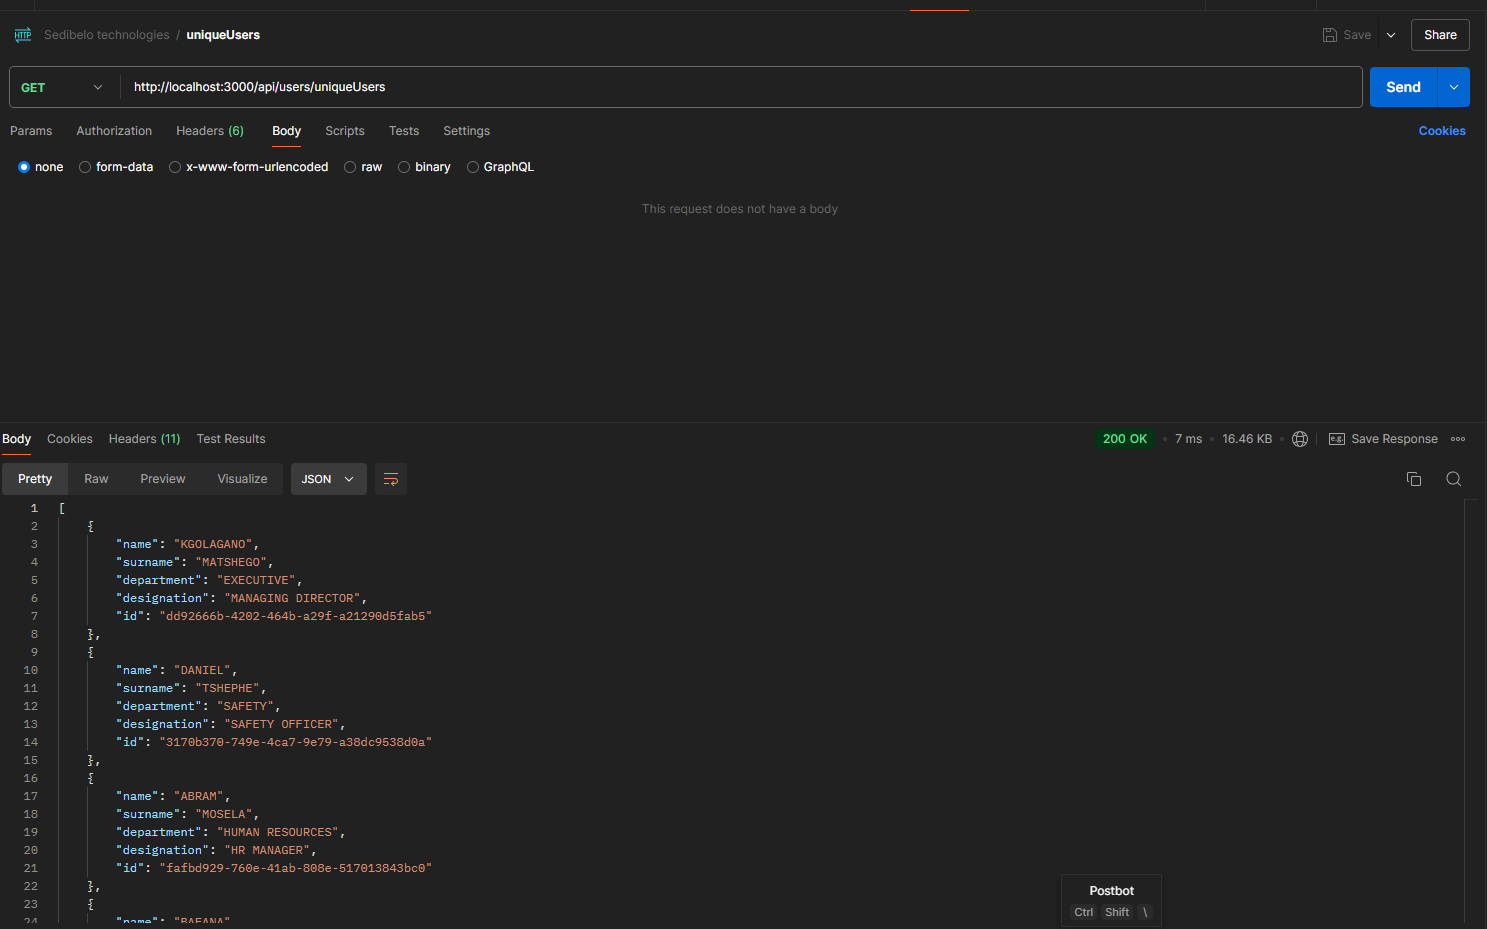 HTTP Sedibelo technologies / uniqueUsers Save Share
GET http://localhost:3000/api/users/uniqueUsers Send
Params Authorization Headers (6) Body Scripts Tests Settings Cookies
none form-data x-www-form-urlencoded raw binary GraphQL
This request does not have a body
Body Cookies Headers (11) Test Results 200 OK • 7 ms • 16.46 KB • e.g. Save Response
Pretty Raw Preview Visualize JSON
1 [
2 {
3 "name": "KGOLAGANO",
4 "surname": "MATSHEGO",
5 "department": "EXECUTIVE",
6 "designation": "MANAGING DIRECTOR",
7 "id": "dd92666b-4202-464b-a29f-a21290d5fab5"
8 },
9 {
10 "name": "DANIEL",
11 "surname": "TSHEPHE",
12 "department": "SAFETY",
13 "designation": "SAFETY OFFICER",
14 "id": "3170b370-749e-4ca7-9e79-a38dc9538d0a"
15 },
16 {
17 "name": "ABRAM",
18 "surname": "MOSELA",
19 "department": "HUMAN RESOURCES",
20 "designation": "HR MANAGER",
21 "id": "fafbd929-760e-41ab-808e-517013843bc0"
22 },
23 {
24 "name": "BAFANA"
Postbot
Ctrl Shift \